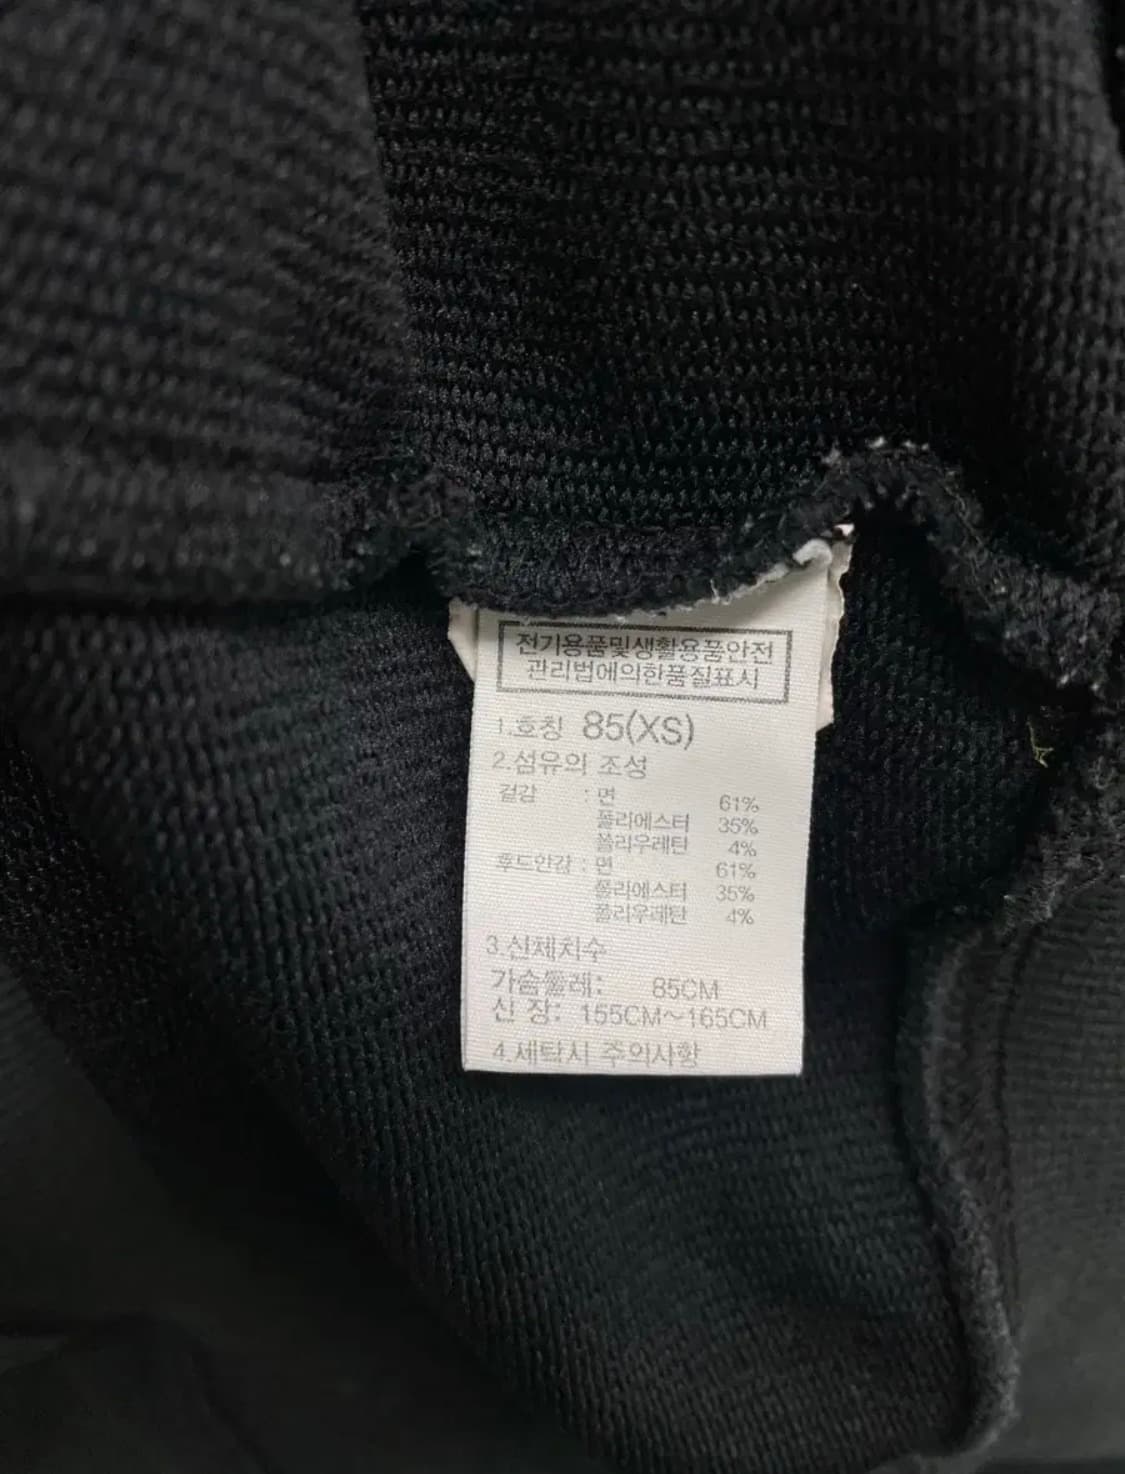 전기용품및생활용품안전
관리법에의한품질표시
1.호칭 85(XS)
2.섬유의 조성
겉감 : 면 61%
폴리에스터 35%
폴리우레탄 4%
후드안감 : 면 61%
폴리에스터 35%
폴리우레탄 4%
3.신체치수
가슴둘레: 85CM
신 장: 155CM~165CM
4.세탁시 주의사항